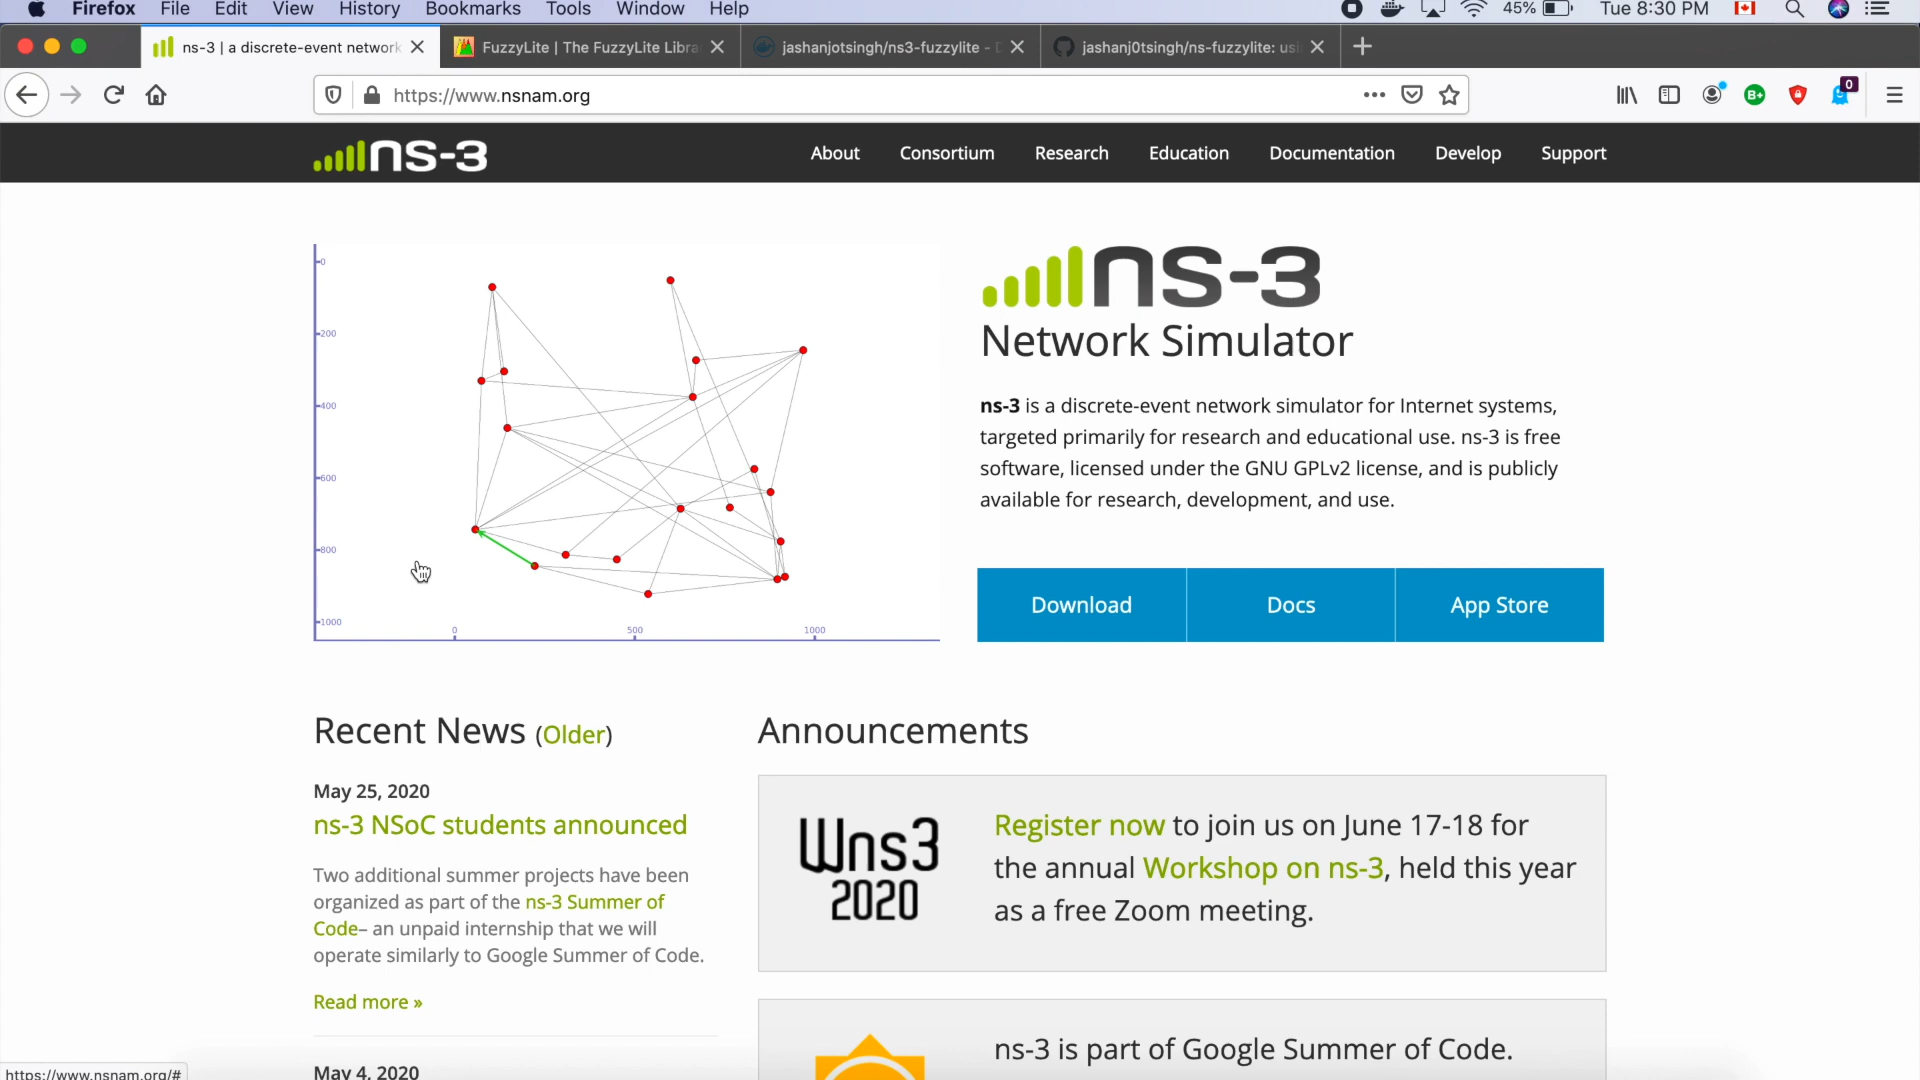 Firefox File Edit View History Bookmarks Tools Window Help 45% Tue 8:30 PM
ns-3 | a discrete-event network FuzzyLite | The FuzzyLite Libra jashanjotsingh/ns3-fuzzylite - D jashanj0tsingh/ns-fuzzylite: usi
https://www.nsnam.org
B+ 0
ns-3 About Consortium Research Education Documentation Develop Support
0
200
400
600
800
1000
0 500 1000
ns-3
Network Simulator
ns-3 is a discrete-event network simulator for Internet systems,
targeted primarily for research and educational use. ns-3 is free
software, licensed under the GNU GPLv2 license, and is publicly
available for research, development, and use.
Download Docs App Store
Recent News (Older)
May 25, 2020
ns-3 NSoC students announced
Two additional summer projects have been
organized as part of the ns-3 Summer of
Code– an unpaid internship that we will
operate similarly to Google Summer of Code.
Read more »
May 4, 2020
Announcements
Wns3
2020
Register now to join us on June 17-18 for
the annual Workshop on ns-3, held this year
as a free Zoom meeting.
ns-3 is part of Google Summer of Code.
https://www.nsnam.org/#